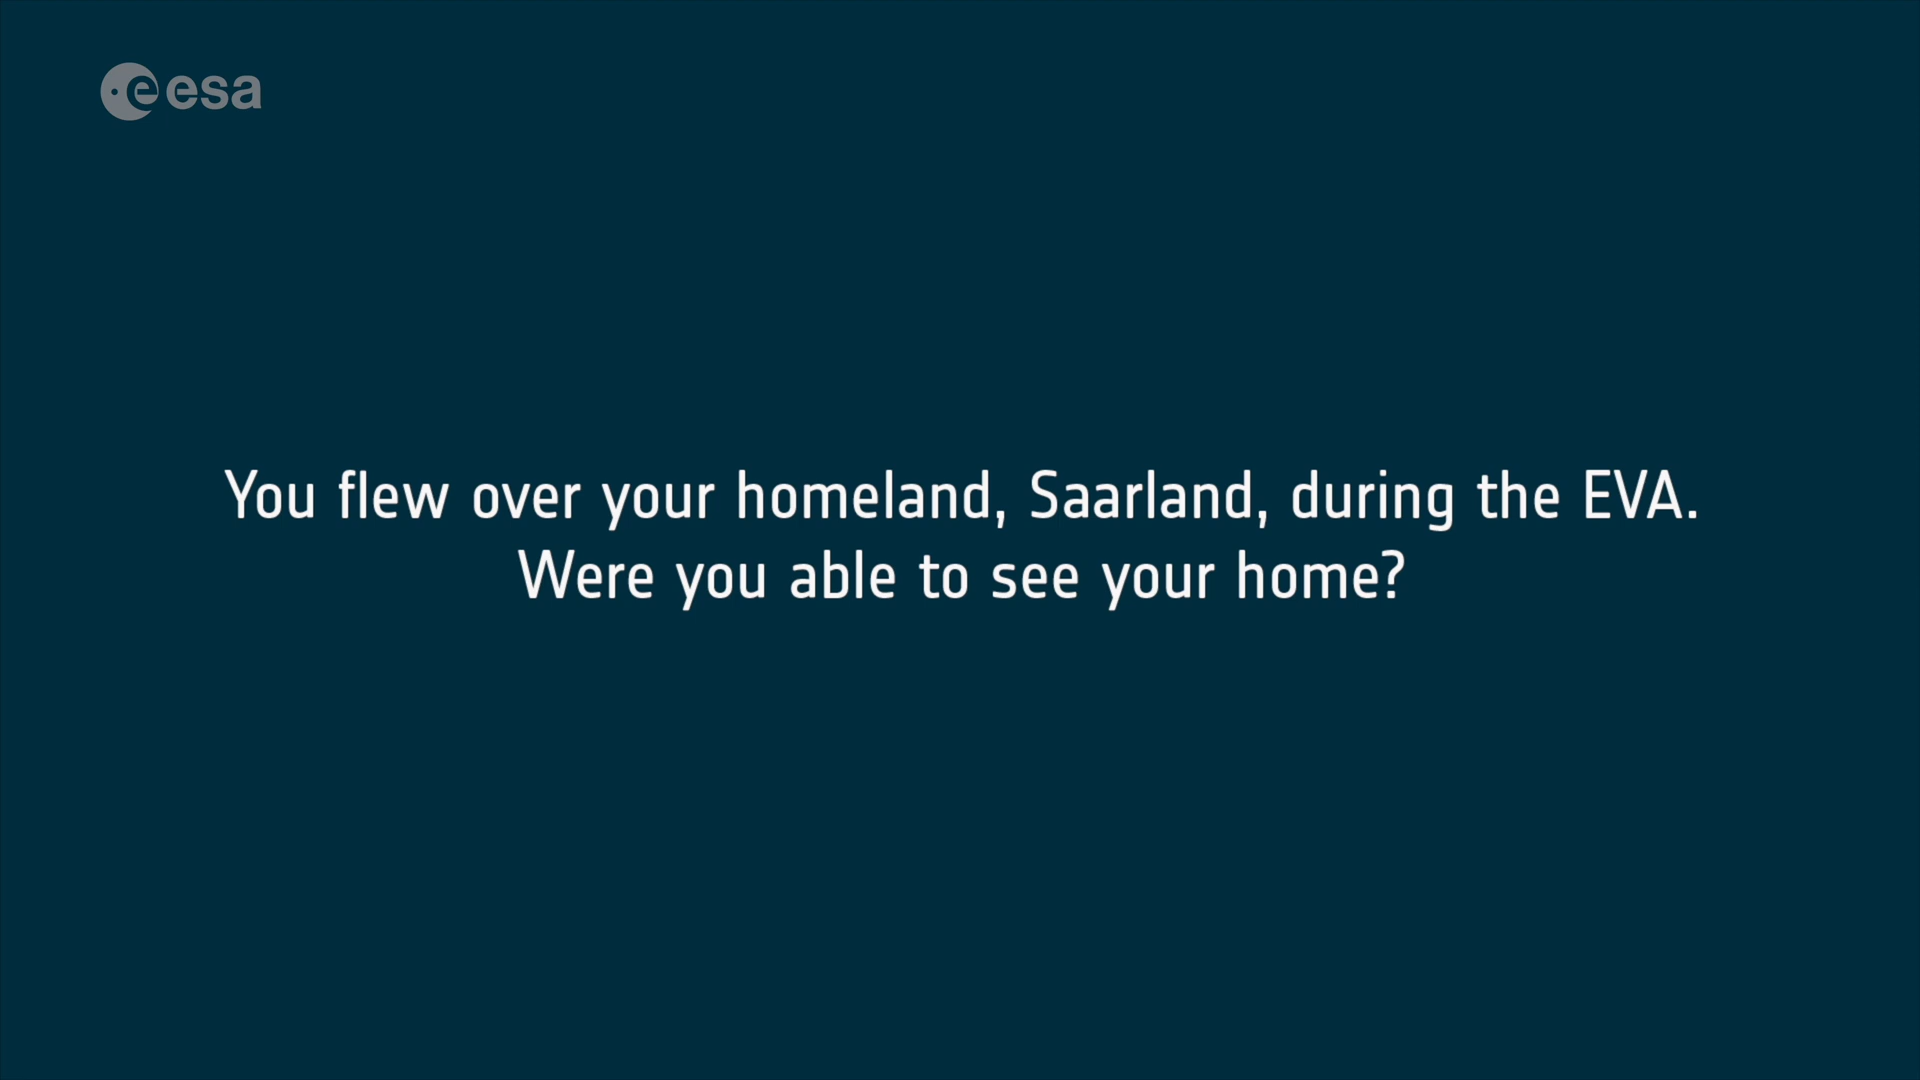 esa
You flew over your homeland, Saarland, during the EVA.
Were you able to see your home?